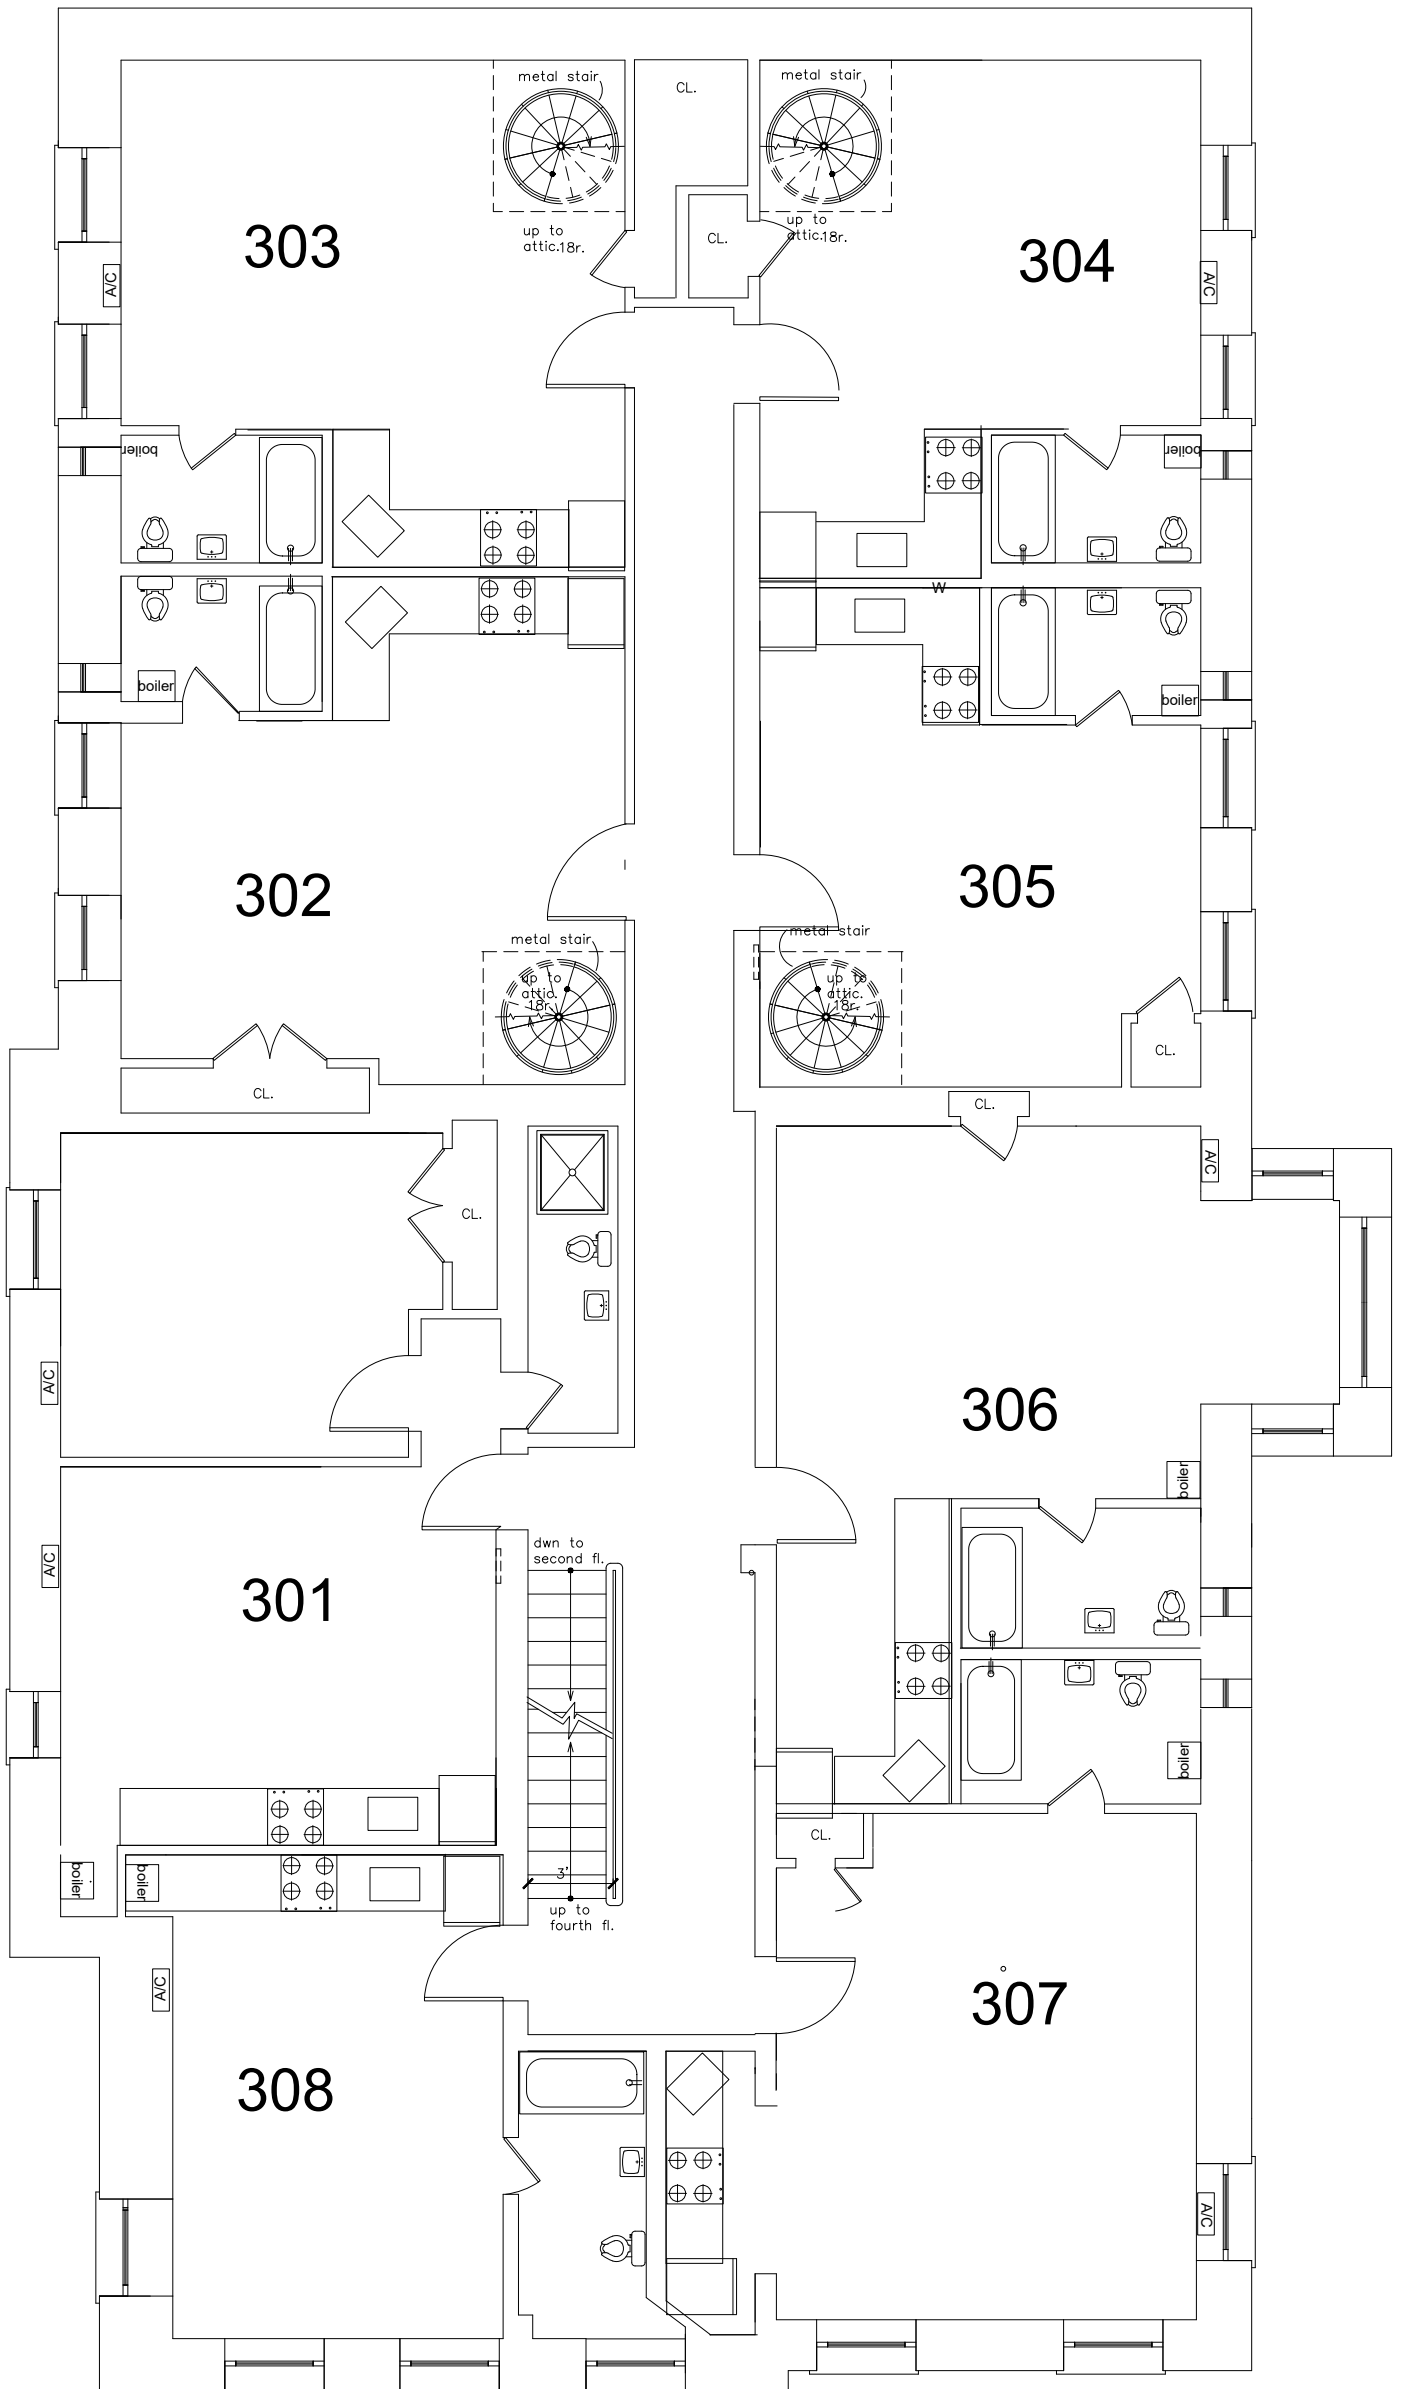 metal stair
CL.
metal stair
303
up to
attic.18r.
CL.
up to
attic.18r.
304
A/C
A/C
boiler
boiler
W
boiler
boiler
302
305
metal stair
metal stair
up to
attic.
18r.
up to
attic.
18r.
CL.
CL.
CL.
A/C
CL.
A/C
306
boiler
dwn to
second fl.
A/C
301
boiler
CL.
boiler
boiler
3'
up to
fourth fl.
A/C
307
308
A/C